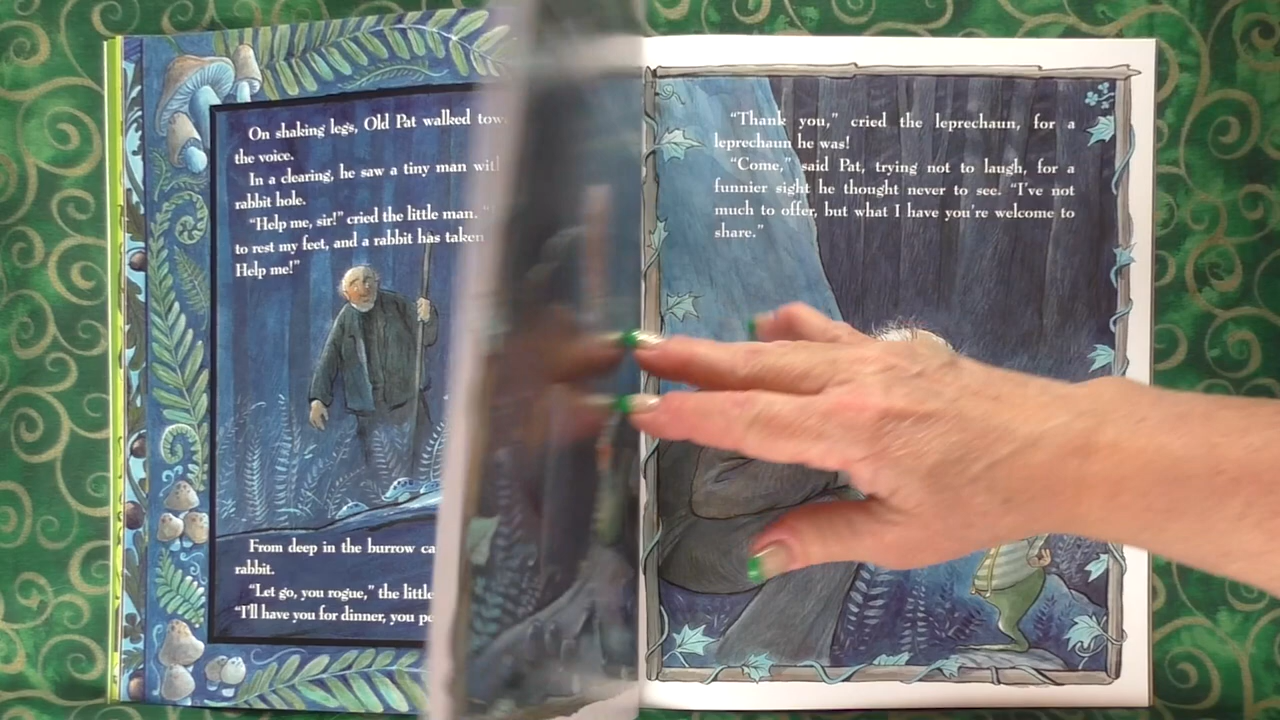 On shaking legs, Old Pat walked
the voice.
In a clearing, he saw a tiny man
rabbit hole.
"Help me, sir!" cried the little man.
to rest my feet, and a rabbit has taken
Help me!"
From deep in the burrow
rabbit.
"Let go, you rogue," the little
"I'll have you for dinner, you
"Thank you," cried the leprechaun, for a
leprechaun he was!
"Come," said Pat, trying not to laugh, for a
funnier sight he thought never to see. "I've not
much to offer, but what I have you're welcome to
share."